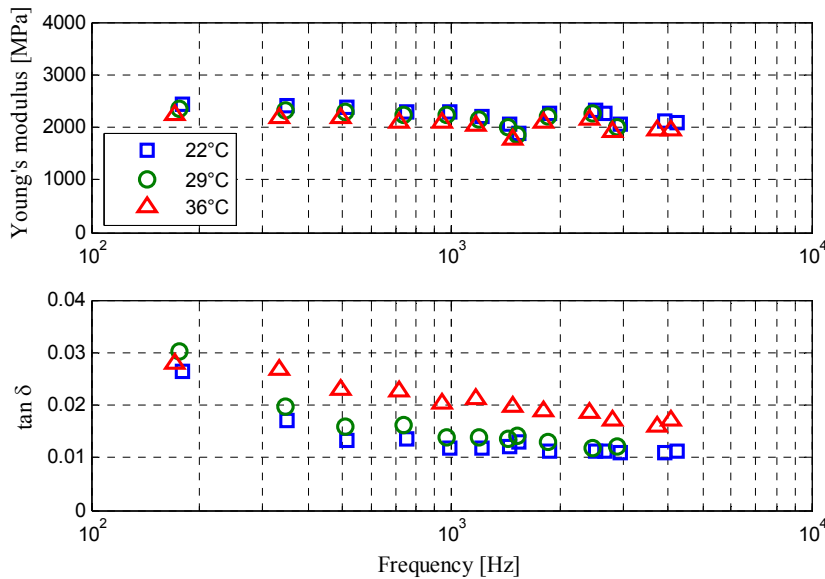 Young's modulus [MPa]
4000
3000
2000
1000
0
22°C
29°C
36°C
10²
10³
10⁴
tan δ
0.04
0.03
0.02
0.01
0
10²
10³
10⁴
Frequency [Hz]